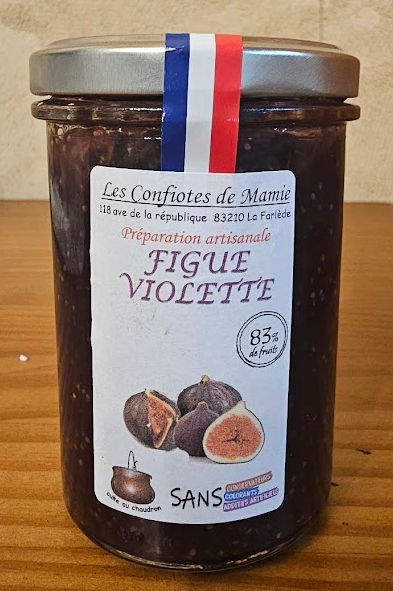 Les Confiotes de Mamie
118 ave de la république 83210 La Farlède
Préparation artisanale
FIGUE
VIOLETTE
83%
de fruits
cuite au chaudron
SANS
CONSERVATEURS
COLORANTS
ADDITIFS ARTIFICIELS